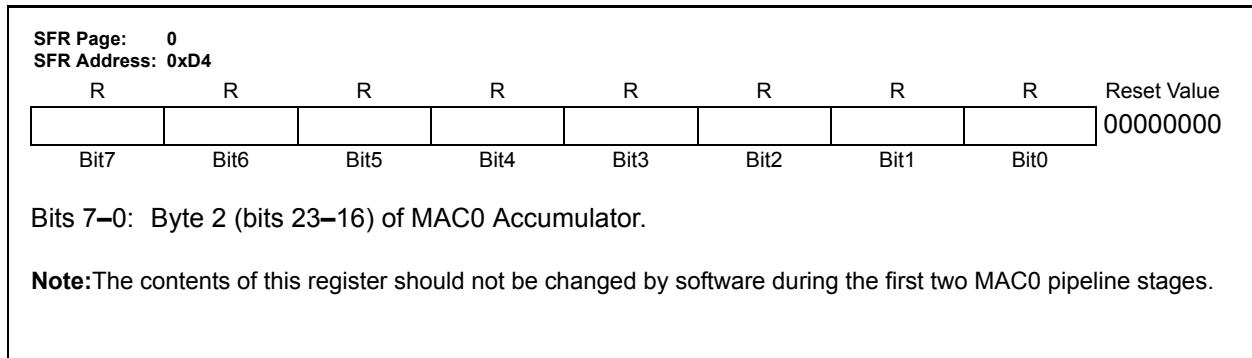 SFR Page: 0
SFR Address: 0xD4
R R R R R R R R Reset Value
00000000
Bit7 Bit6 Bit5 Bit4 Bit3 Bit2 Bit1 Bit0
Bits 7–0: Byte 2 (bits 23–16) of MAC0 Accumulator.
Note:The contents of this register should not be changed by software during the first two MAC0 pipeline stages.